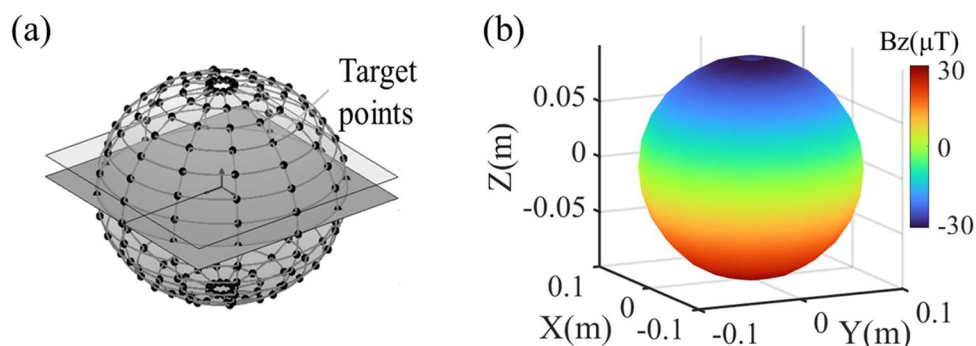 (a)
Target
points
(b)
Bz(μT)
30
0
-30
Z(m)
0.05
0
-0.05
0.1
0
-0.1
X(m)
-0.1
0
0.1
Y(m)